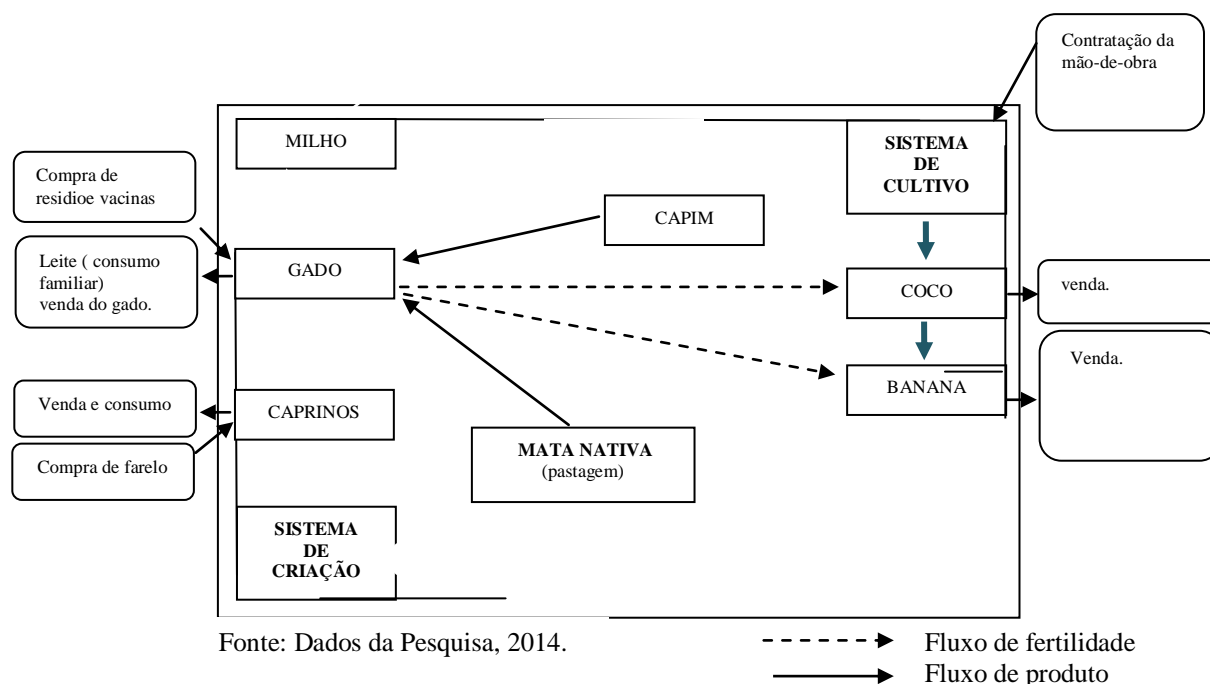 Contratação da
mão-de-obra
MILHO
SISTEMA
DE
CULTIVO
Compra de
residioe vacinas
CAPIM
Leite ( consumo
familiar)
venda do gado.
GADO
COCO
venda.
Venda.
BANANA
Venda e consumo
CAPRINOS
Compra de farelo
MATA NATIVA
(pastagem)
SISTEMA
DE
CRIAÇÃO
Fonte: Dados da Pesquisa, 2014.
Fluxo de fertilidade
Fluxo de produto